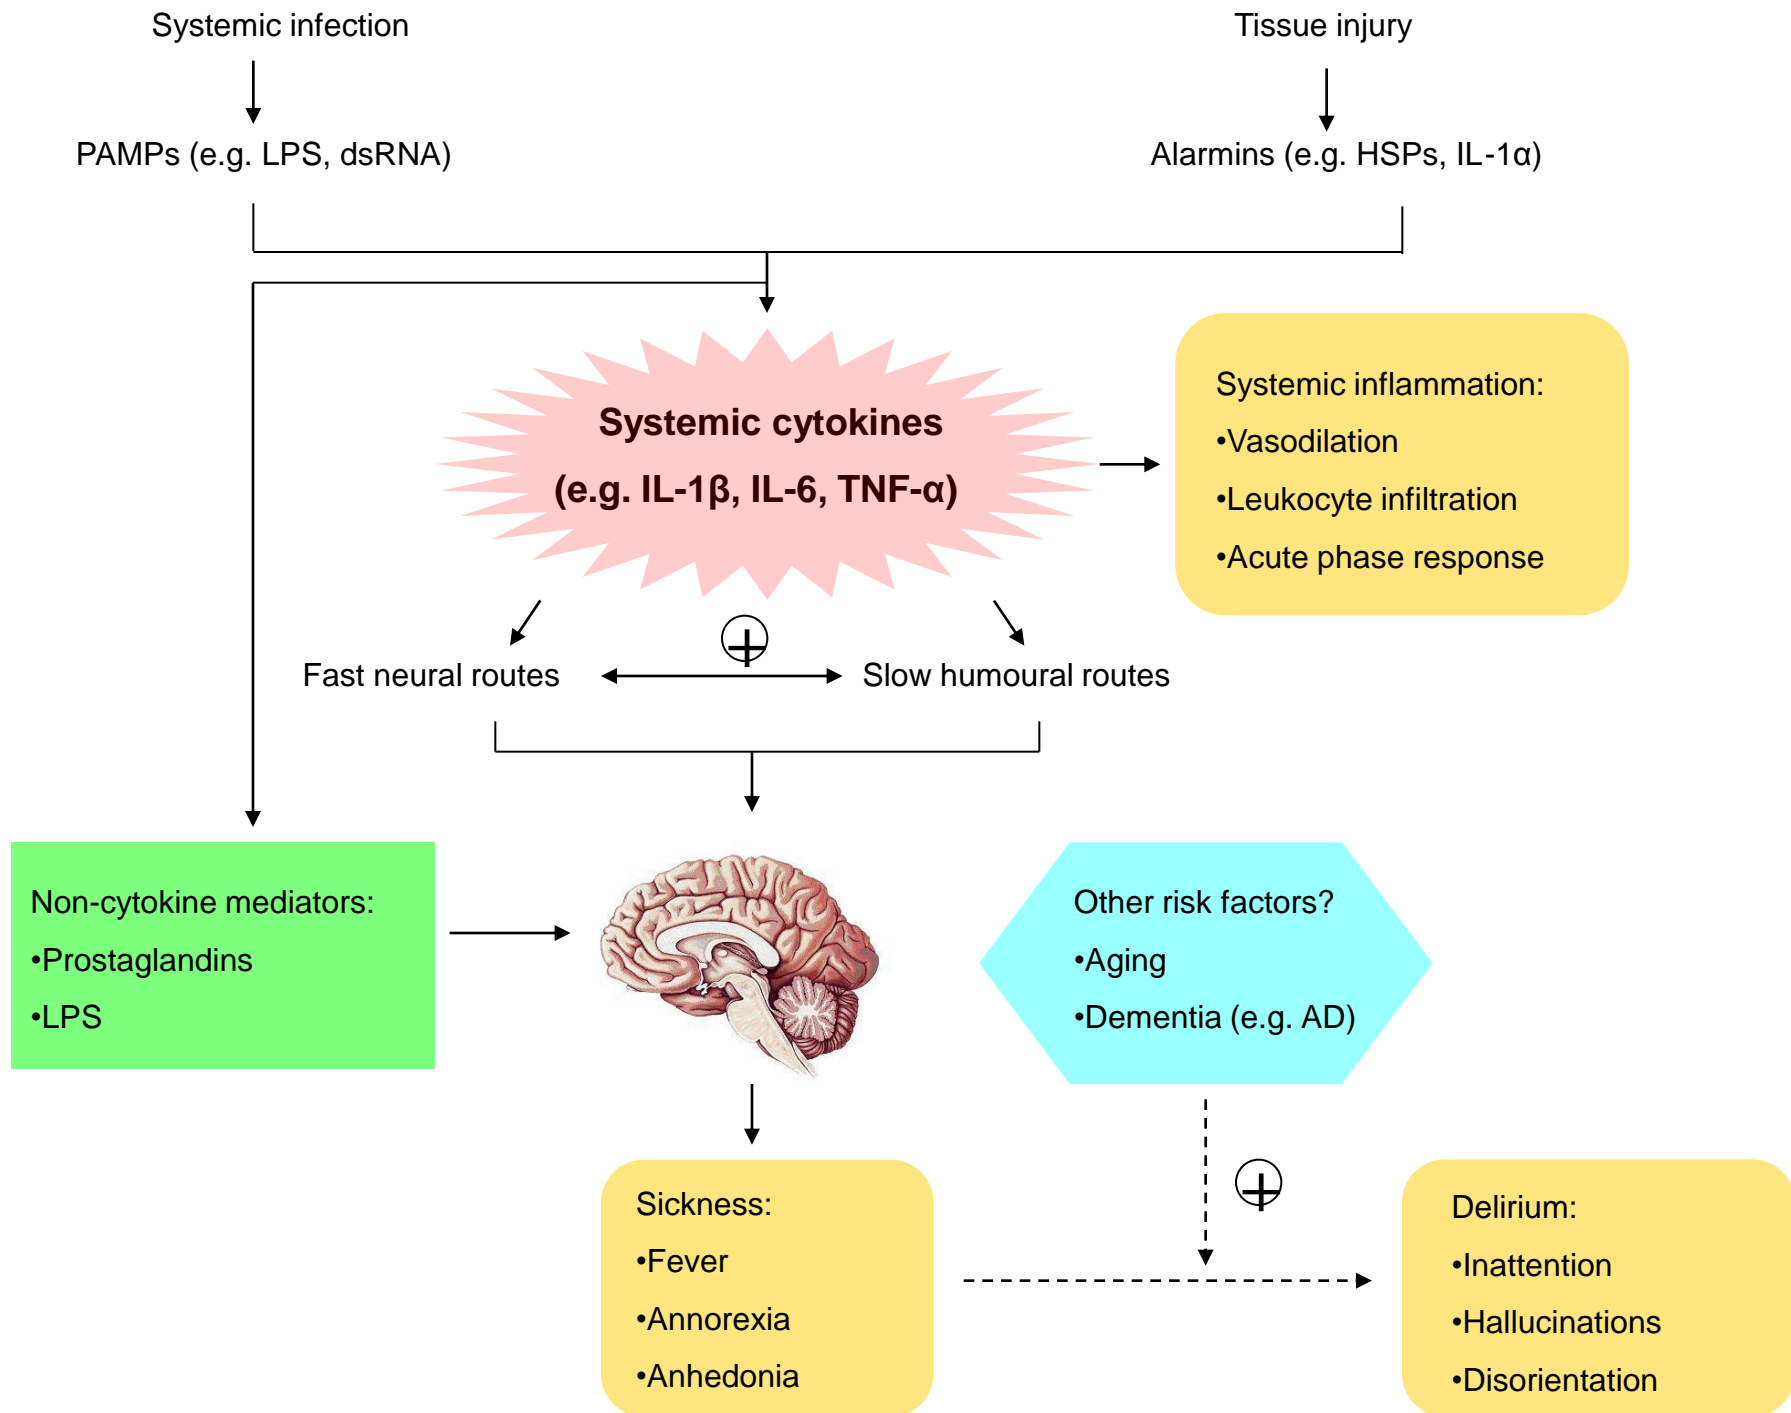 Systemic infection
Tissue injury
PAMPs (e.g. LPS, dsRNA)
Alarmins (e.g. HSPs, IL-1α)
Systemic cytokines
(e.g. IL-1β, IL-6, TNF-α)
Systemic inflammation:
•Vasodilation
•Leukocyte infiltration
•Acute phase response
+
Fast neural routes
Slow humoural routes
Non-cytokine mediators:
•Prostaglandins
•LPS
Other risk factors?
•Aging
•Dementia (e.g. AD)
+
Sickness:
•Fever
•Annorexia
•Anhedonia
Delirium:
•Inattention
•Hallucinations
•Disorientation